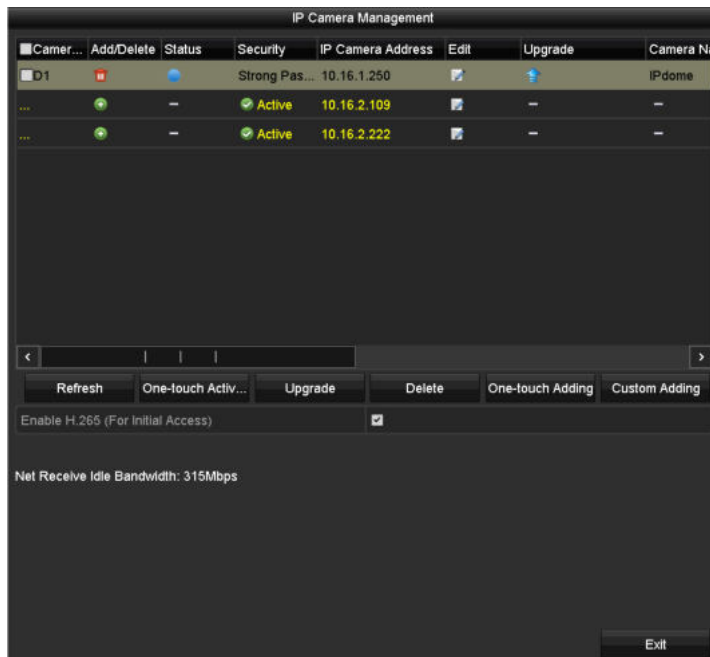 IP Camera Management
Camer... Add/Delete Status Security IP Camera Address Edit Upgrade Camera Na
D1 Strong Pas... 10.16.1.250 IPdome
... – Active 10.16.2.109 – –
... – Active 10.16.2.222 – –
Refresh One-touch Activ... Upgrade Delete One-touch Adding Custom Adding
Enable H.265 (For Initial Access)
Net Receive Idle Bandwidth: 315Mbps
Exit